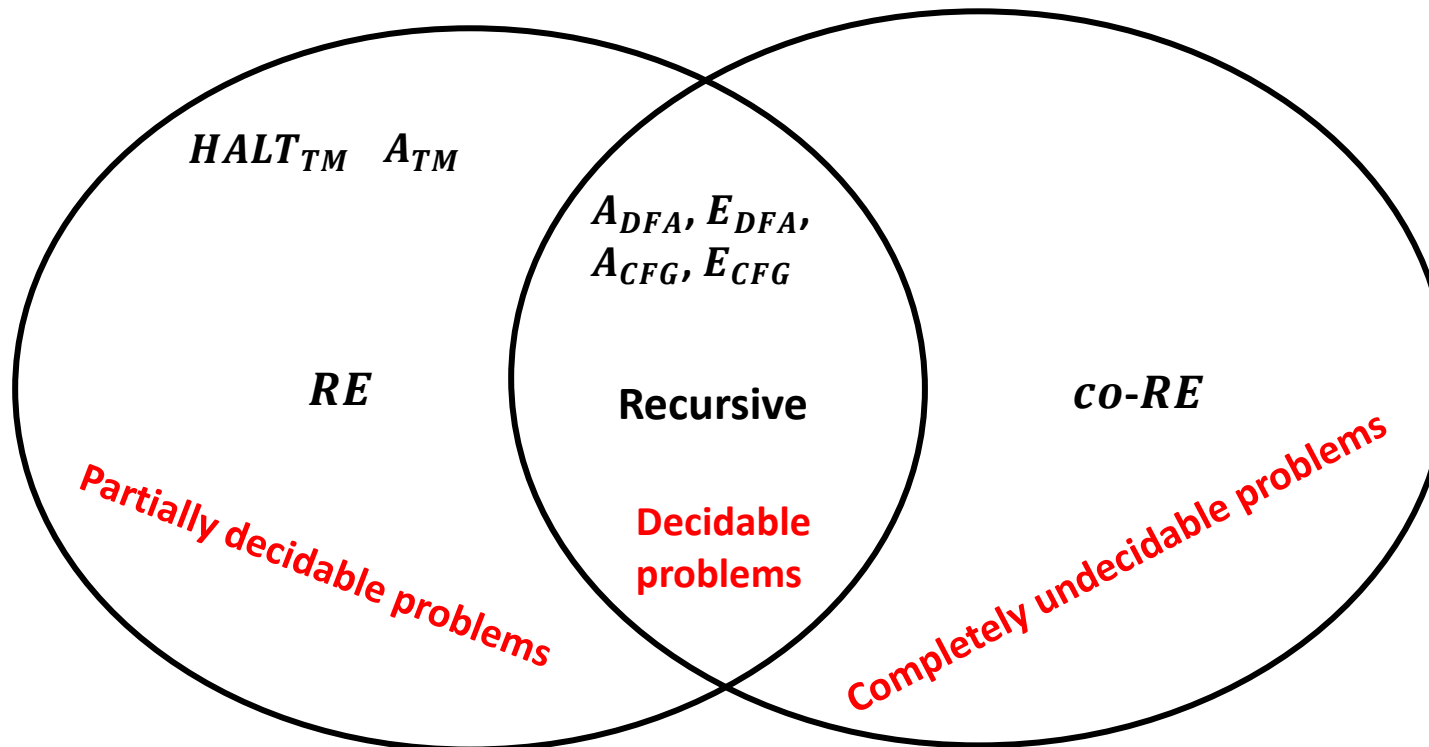 HALT_TM A_TM
A_DFA, E_DFA,
A_CFG, E_CFG
RE
Recursive
co-RE
Partially decidable problems
Decidable
problems
Completely undecidable problems